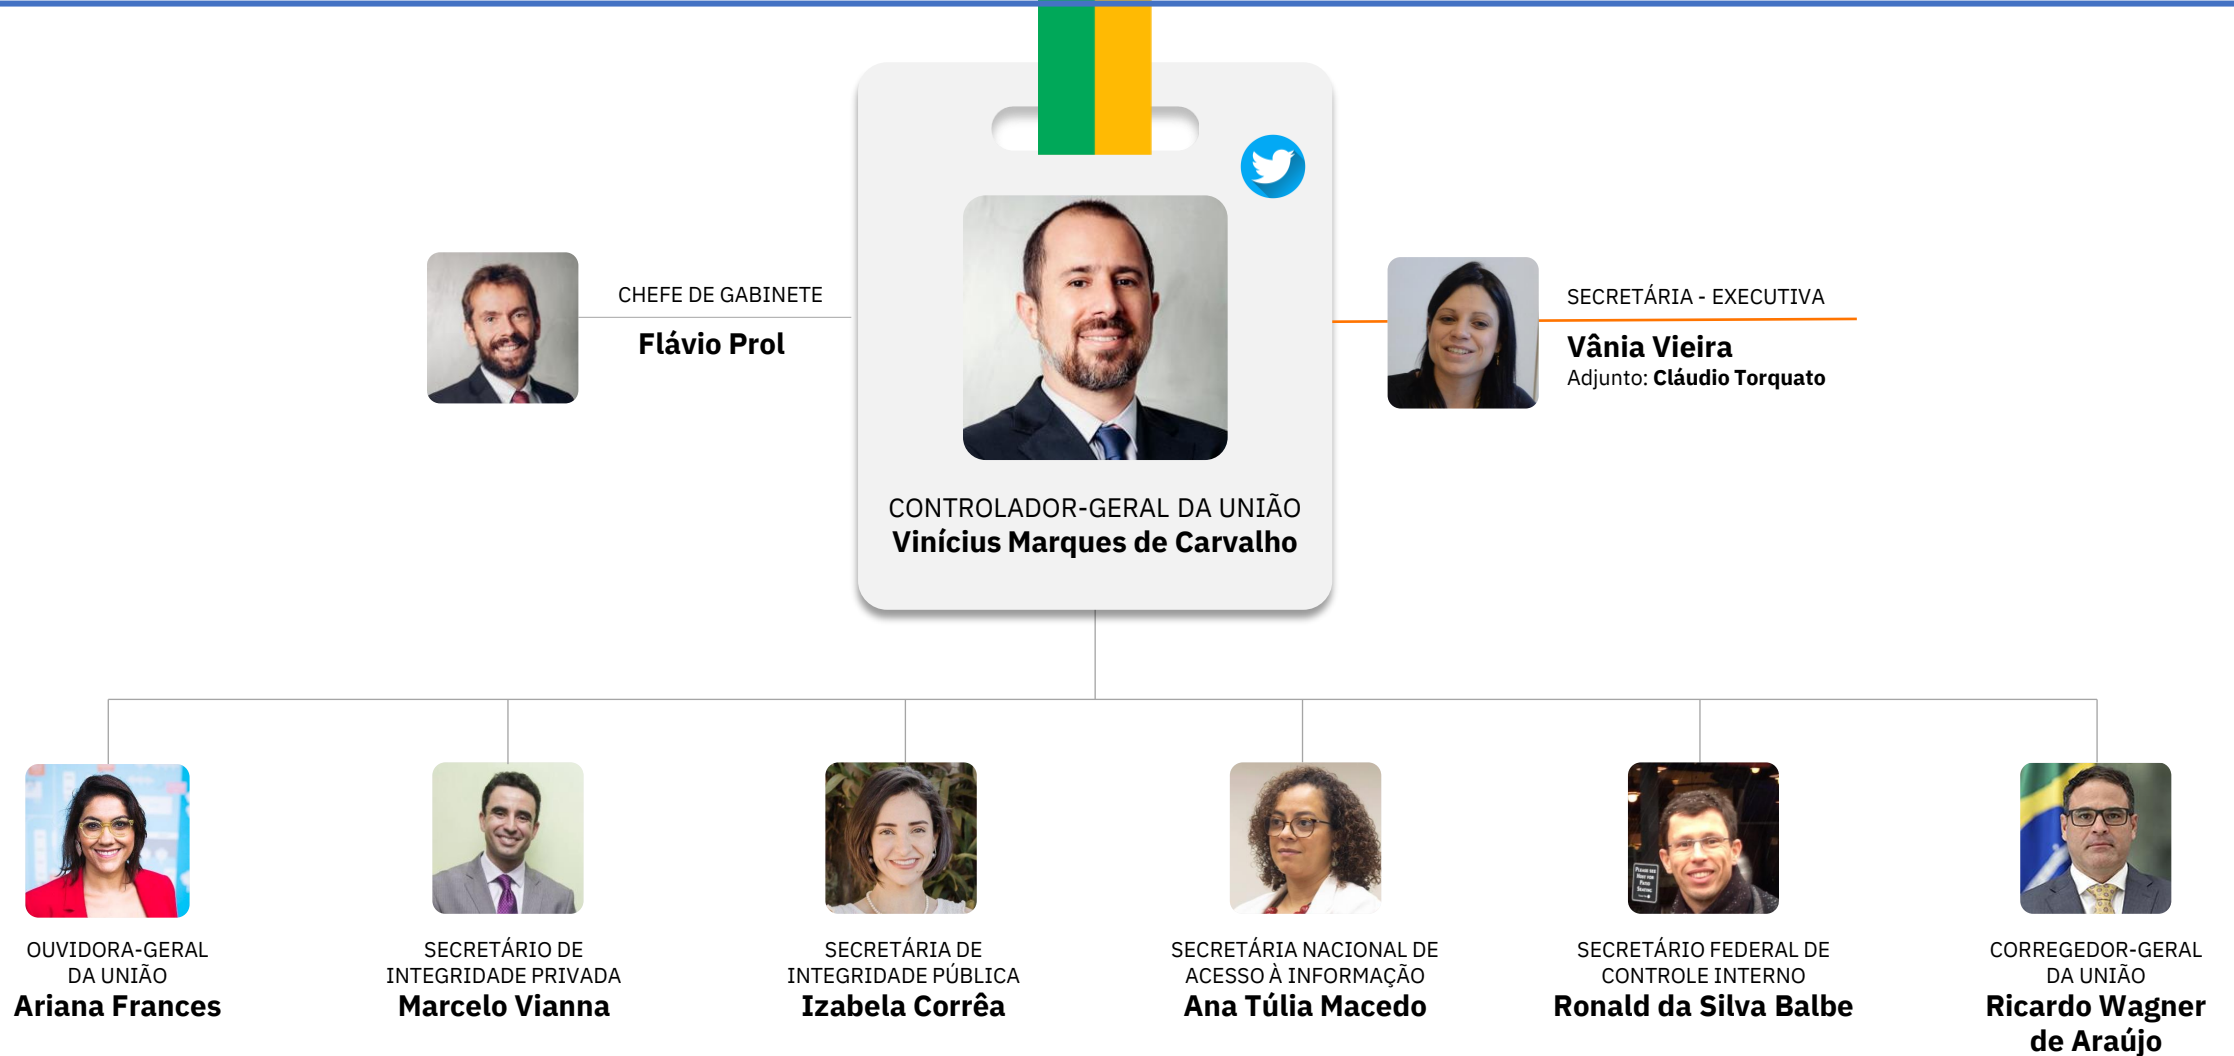 CHEFE DE GABINETE
Flávio Prol
SECRETÁRIA - EXECUTIVA
Vânia Vieira
Adjunto: Cláudio Torquato
CONTROLADOR-GERAL DA UNIÃO
Vinícius Marques de Carvalho
PLEASE
FOR
OUVIDORA-GERAL
DA UNIÃO
Ariana Frances
SECRETÁRIO DE
INTEGRIDADE PRIVADA
Marcelo Vianna
SECRETÁRIA DE
INTEGRIDADE PÚBLICA
Izabela Corrêa
SECRETÁRIA NACIONAL DE
ACESSO À INFORMAÇÃO
Ana Túlia Macedo
SECRETÁRIO FEDERAL DE
CONTROLE INTERNO
Ronald da Silva Balbe
CORREGEDOR-GERAL
DA UNIÃO
Ricardo Wagner
de Araújo